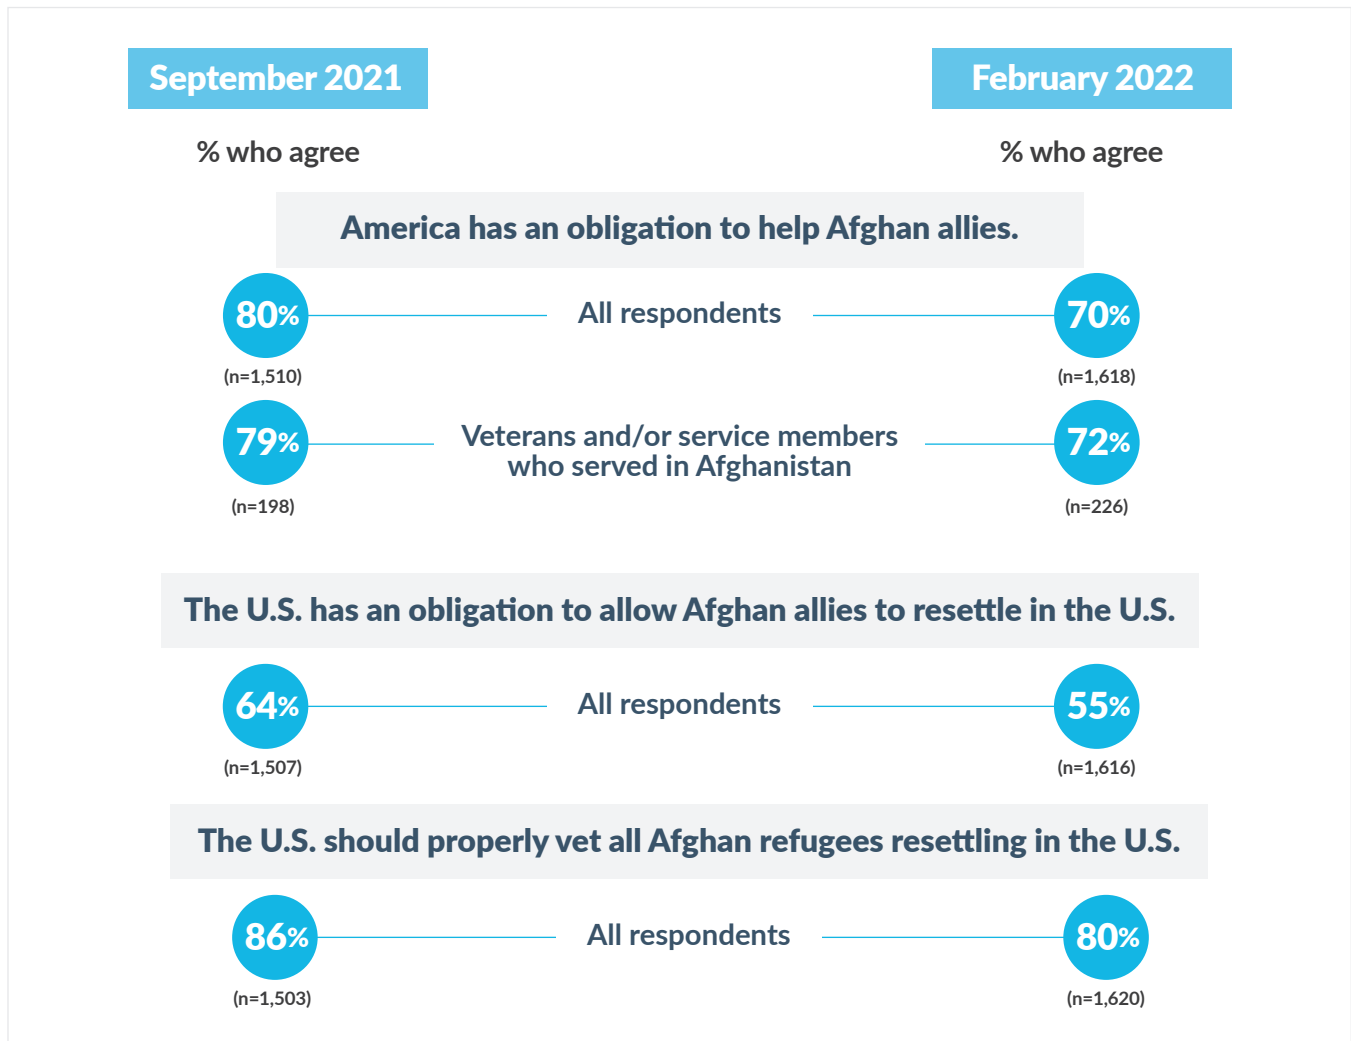 September 2021
February 2022
% who agree
% who agree
America has an obligation to help Afghan allies.
80%
All respondents
70%
(n=1,510)
(n=1,618)
79%
Veterans and/or service members
who served in Afghanistan
72%
(n=198)
(n=226)
The U.S. has an obligation to allow Afghan allies to resettle in the U.S.
64%
All respondents
55%
(n=1,507)
(n=1,616)
The U.S. should properly vet all Afghan refugees resettling in the U.S.
86%
All respondents
80%
(n=1,503)
(n=1,620)